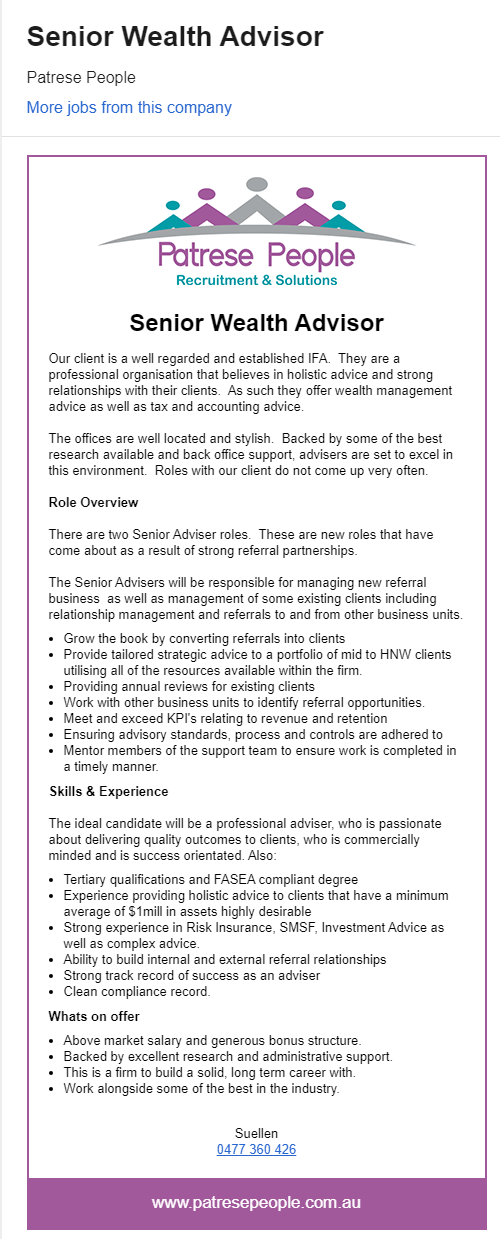 Senior Wealth Advisor
Patrese People
More jobs from this company
Patrese People
Recruitment & Solutions
Senior Wealth Advisor
Our client is a well regarded and established IFA.  They are a
professional organisation that believes in holistic advice and strong
relationships with their clients.  As such they offer wealth management
advice as well as tax and accounting advice.
The offices are well located and stylish.  Backed by some of the best
research available and back office support, advisers are set to excel in
this environment.  Roles with our client do not come up very often.
Role Overview
There are two Senior Adviser roles.  These are new roles that have
come about as a result of strong referral partnerships.
The Senior Advisers will be responsible for managing new referral
business  as well as management of some existing clients including
relationship management and referrals to and from other business units.
• Grow the book by converting referrals into clients
• Provide tailored strategic advice to a portfolio of mid to HNW clients
utilising all of the resources available within the firm.
• Providing annual reviews for existing clients
• Work with other business units to identify referral opportunities.
• Meet and exceed KPI's relating to revenue and retention
• Ensuring advisory standards, process and controls are adhered to
• Mentor members of the support team to ensure work is completed in
a timely manner.
Skills & Experience
The ideal candidate will be a professional adviser, who is passionate
about delivering quality outcomes to clients, who is commercially
minded and is success orientated. Also:
• Tertiary qualifications and FASEA compliant degree
• Experience providing holistic advice to clients that have a minimum
average of $1mill in assets highly desirable
• Strong experience in Risk Insurance, SMSF, Investment Advice as
well as complex advice.
• Ability to build internal and external referral relationships
• Strong track record of success as an adviser
• Clean compliance record.
Whats on offer
• Above market salary and generous bonus structure.
• Backed by excellent research and administrative support.
• This is a firm to build a solid, long term career with.
• Work alongside some of the best in the industry.
Suellen
0477 360 426
www.patresepeople.com.au